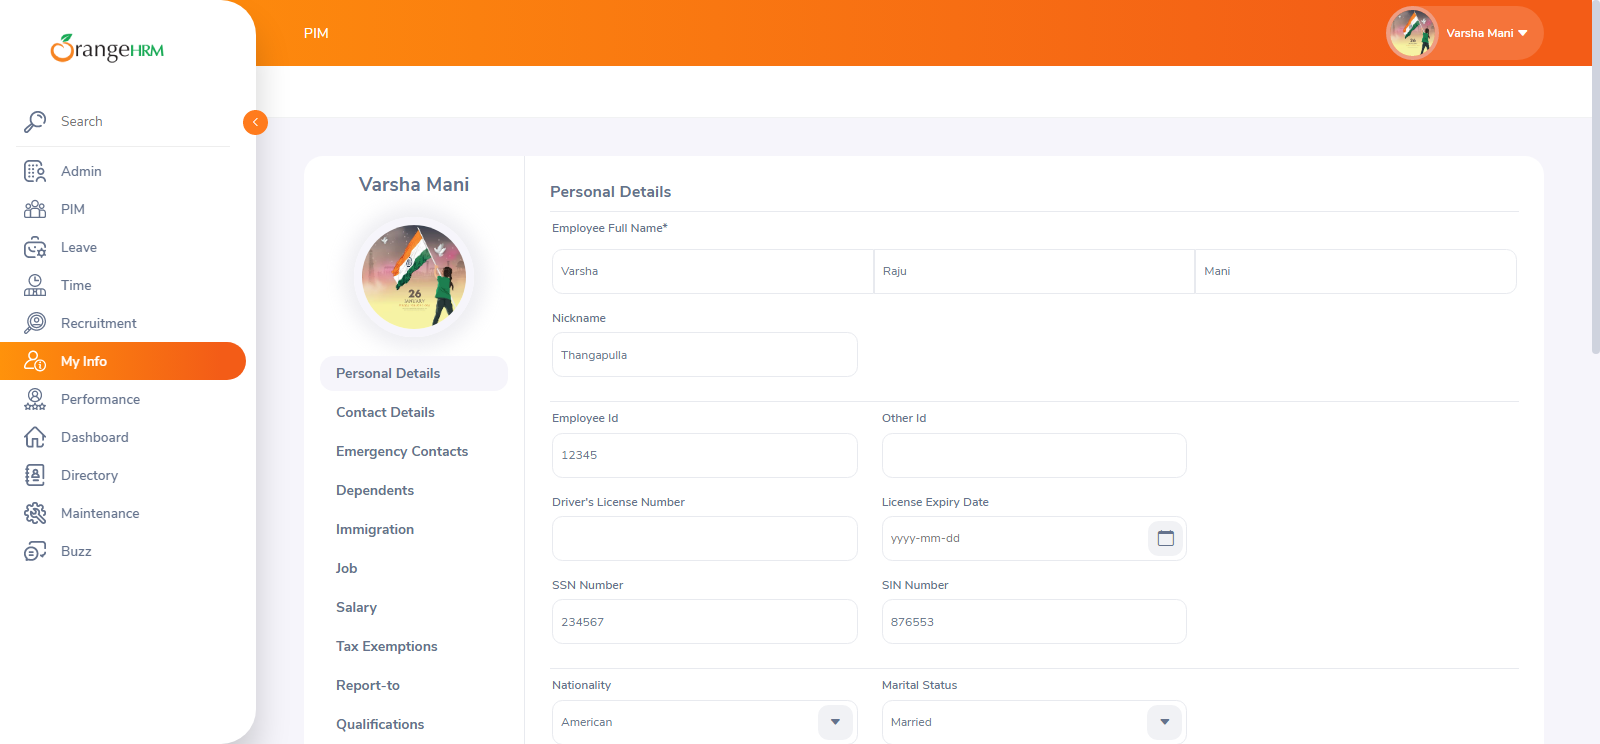 OrangeHRM
PIM
Varsha Mani
Search
Admin
PIM
Leave
Time
Recruitment
My Info
Performance
Dashboard
Directory
Maintenance
Buzz
Varsha Mani
26
JANUARY
Personal Details
Contact Details
Emergency Contacts
Dependents
Immigration
Job
Salary
Tax Exemptions
Report-to
Qualifications
Personal Details
Employee Full Name*
Varsha Raju Mani
Nickname
Thangapulla
Employee Id Other Id
12345
Driver's License Number License Expiry Date
yyyy-mm-dd
SSN Number SIN Number
234567 876553
Nationality Marital Status
American Married